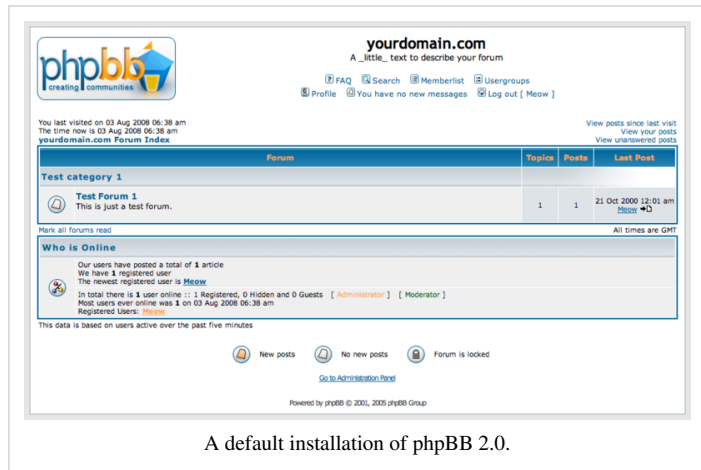 phpBB
creating communities
yourdomain.com
A _little_ text to describe your forum
FAQ Search Memberlist Usergroups
Profile You have no new messages Log out [ Meow ]
You last visited on 03 Aug 2008 06:38 am
The time now is 03 Aug 2008 06:38 am
yourdomain.com Forum Index
View posts since last visit
View your posts
View unanswered posts
Forum Topics Posts Last Post
Test category 1
Test Forum 1
This is just a test forum.
1 1
21 Oct 2000 12:01 am
Meow
Mark all forums read
All times are GMT
Who is Online
Our users have posted a total of 1 article
We have 1 registered user
The newest registered user is Meow
In total there is 1 user online :: 1 Registered, 0 Hidden and 0 Guests [ Administrator ] [ Moderator ]
Most users ever online was 1 on 03 Aug 2008 06:38 am
Registered Users: Meow
This data is based on users active over the past five minutes
New posts No new posts Forum is locked
Go to Administration Panel
Powered by phpBB © 2001, 2005 phpBB Group
A default installation of phpBB 2.0.